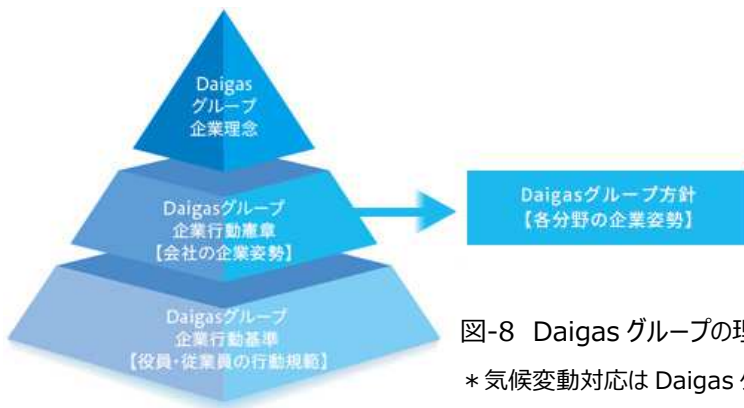 Daigas
グループ
企業理念
Daigasグループ
企業行動憲章
【会社の企業姿勢】
Daigasグループ方針
【各分野の企業姿勢】
Daigasグループ
企業行動基準
【役員・従業員の行動規範】
図-8 Daigas グループの理
＊気候変動対応は Daigas